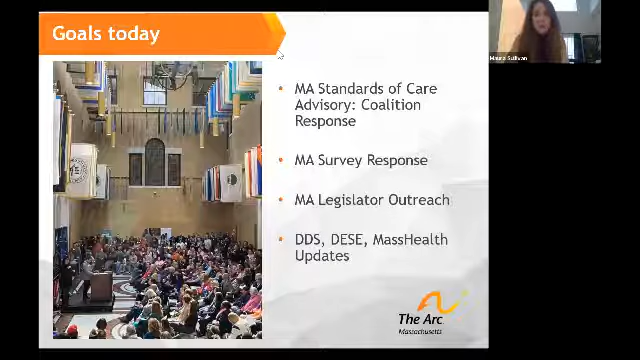 Goals today
MA Standards of Care
Advisory: Coalition
Response
MA Survey Response
MA Legislator Outreach
DDS, DESE, MassHealth
Updates
The Arc
Massachusetts
Maura Sullivan